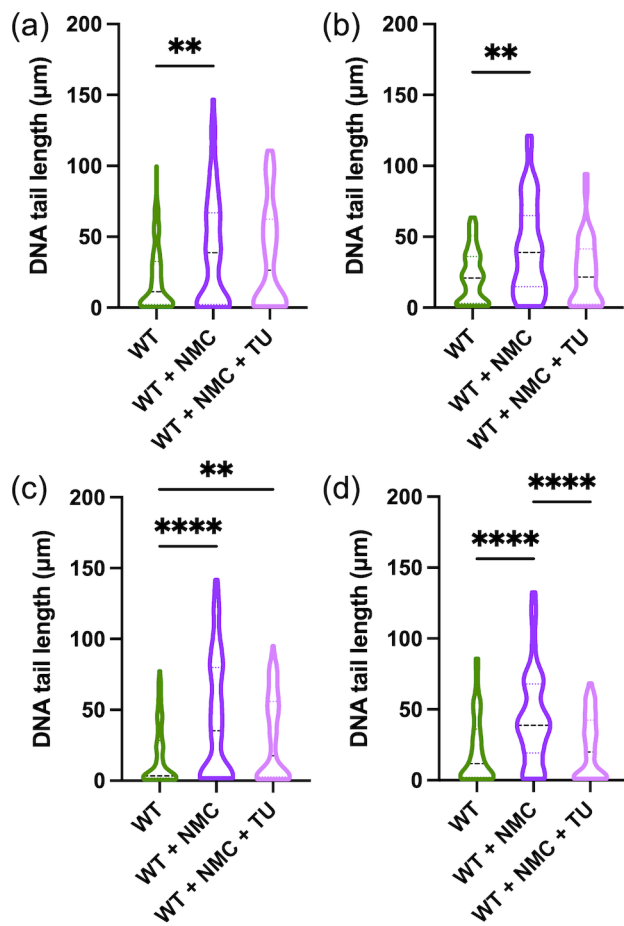 (a)
200
150
100
50
0
DNA tail length (µm)
**
WT
WT + NMC
WT + NMC + TU
(b)
200
150
100
50
0
DNA tail length (µm)
**
WT
WT + NMC
WT + NMC + TU
(c)
200
150
100
50
0
DNA tail length (µm)
**
****
WT
WT + NMC
WT + NMC + TU
(d)
200
150
100
50
0
DNA tail length (µm)
****
****
WT
WT + NMC
WT + NMC + TU